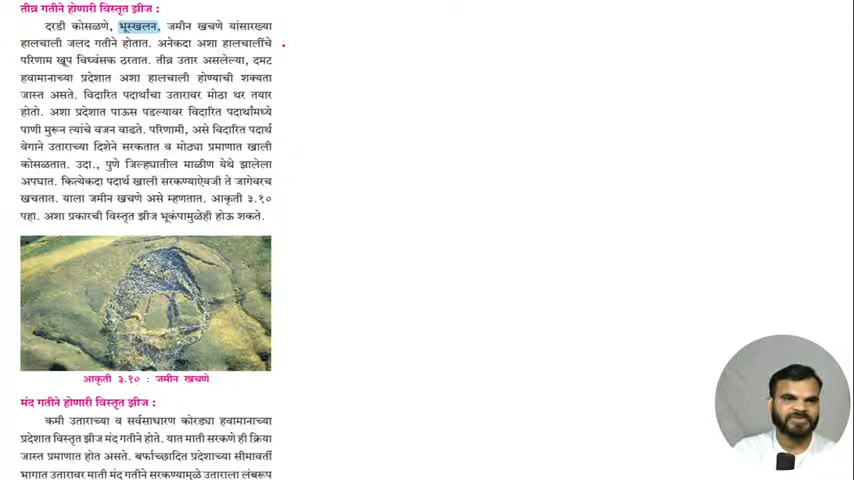 तीव्र गतीने होणारी विस्तृत झीज :
दरडी कोसळणे, भूस्खलन, जमीन खचणे यांसारख्या
हालचाली जलद गतीने होतात. अनेकदा अशा हालचालींचे
परिणाम खूप विध्वंसक ठरतात. तीव्र उतार असलेल्या, दमट
हवामानाच्या प्रदेशात अशा हालचाली होण्याची शक्यता
जास्त असते. विदारित पदार्थांचा उतारावर मोठा थर तयार
होतो. अशा प्रदेशात पाऊस पडल्यावर विदारित पदार्थांमध्ये
पाणी मुरून त्यांचे वजन वाढते. परिणामी, असे विदारित पदार्थ
वेगाने उताराच्या दिशेने सरकतात व मोठ्या प्रमाणात खाली
कोसळतात. उदा., पुणे जिल्ह्यातील माळीण येथे झालेला
अपघात. कित्येकदा पदार्थ खाली सरकण्याऐवजी ते जागेवरच
खचतात. याला जमीन खचणे असे म्हणतात. आकृती ३.१०
पहा. अशा प्रकारची विस्तृत झीज भूकंपामुळेही होऊ शकते.
आकृती ३.१० : जमीन खचणे
मंद गतीने होणारी विस्तृत झीज :
कमी उताराच्या व सर्वसाधारण कोरड्या हवामानाच्या
प्रदेशात विस्तृत झीज मंद गतीने होते. यात माती सरकणे ही क्रिया
जास्त प्रमाणात होत असते. बर्फाच्छादित प्रदेशाच्या सीमावर्ती
भागात उतारावर माती मंद गतीने सरकण्यामुळे उताराला लंबरूप